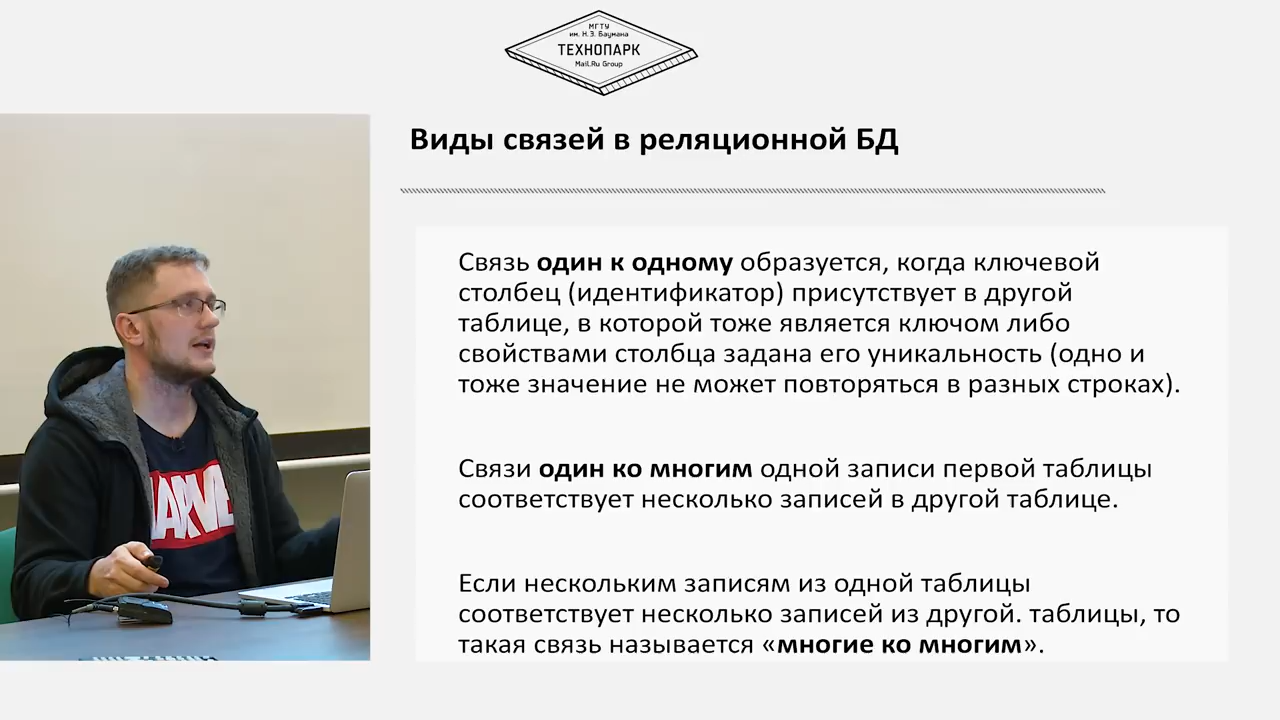 МГТУ
им. Н.Э. Баумана
ТЕХНОПАРК
Mail.Ru Group
Виды связей в реляционной БД
Связь один к одному образуется, когда ключевой
столбец (идентификатор) присутствует в другой
таблице, в которой тоже является ключом либо
свойствами столбца задана его уникальность (одно и
тоже значение не может повторяться в разных строках).
Связи один ко многим одной записи первой таблицы
соответствует несколько записей в другой таблице.
Если нескольким записям из одной таблицы
соответствует несколько записей из другой. таблицы, то
такая связь называется «многие ко многим».
MARVEL